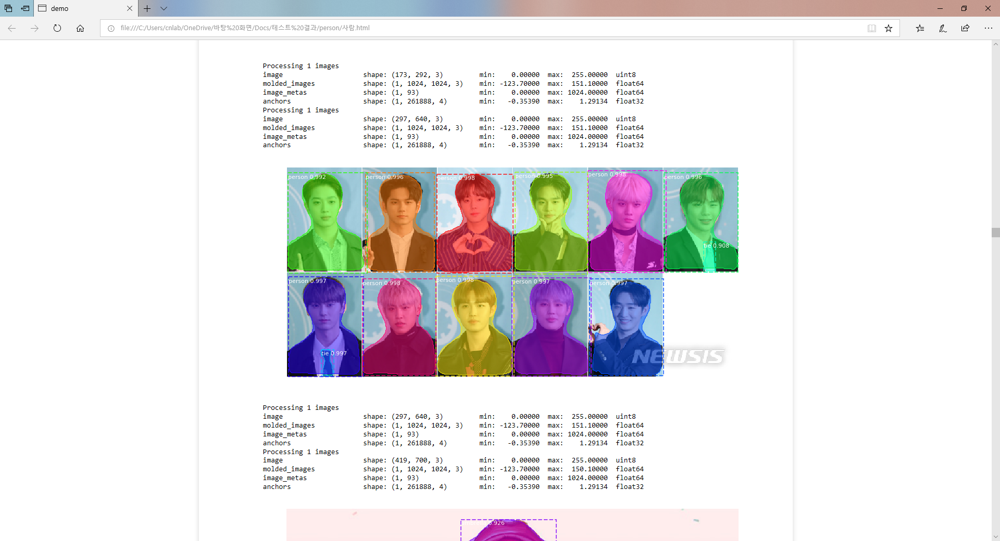 demo
file:///C:/Users/cnlab/OneDrive/바탕%20화면/Docs/테스트%20결과/person/사람.html
Processing 1 images
image shape: (173, 292, 3) min: 0.00000 max: 255.00000 uint8
molded_images shape: (1, 1024, 1024, 3) min: -123.70000 max: 151.10000 float64
image_metas shape: (1, 93) min: 0.00000 max: 1024.00000 float64
anchors shape: (1, 261888, 4) min: -0.35390 max: 1.29134 float32
Processing 1 images
image shape: (297, 640, 3) min: 0.00000 max: 255.00000 uint8
molded_images shape: (1, 1024, 1024, 3) min: -123.70000 max: 151.10000 float64
image_metas shape: (1, 93) min: 0.00000 max: 1024.00000 float64
anchors shape: (1, 261888, 4) min: -0.35390 max: 1.29134 float32
person 0.992
person 0.996
person 0.998
person 0.995
person 0.998
person 0.996
tie 0.908
person 0.997
person 0.998
person 0.998
person 0.997
person 0.997
tie 0.997
NEWSIS
Processing 1 images
image shape: (297, 640, 3) min: 0.00000 max: 255.00000 uint8
molded_images shape: (1, 1024, 1024, 3) min: -123.70000 max: 151.10000 float64
image_metas shape: (1, 93) min: 0.00000 max: 1024.00000 float64
anchors shape: (1, 261888, 4) min: -0.35390 max: 1.29134 float32
Processing 1 images
image shape: (419, 700, 3) min: 0.00000 max: 255.00000 uint8
molded_images shape: (1, 1024, 1024, 3) min: -123.70000 max: 150.10000 float64
image_metas shape: (1, 93) min: 0.00000 max: 1024.00000 float64
anchors shape: (1, 261888, 4) min: -0.35390 max: 1.29134 float32
0.926